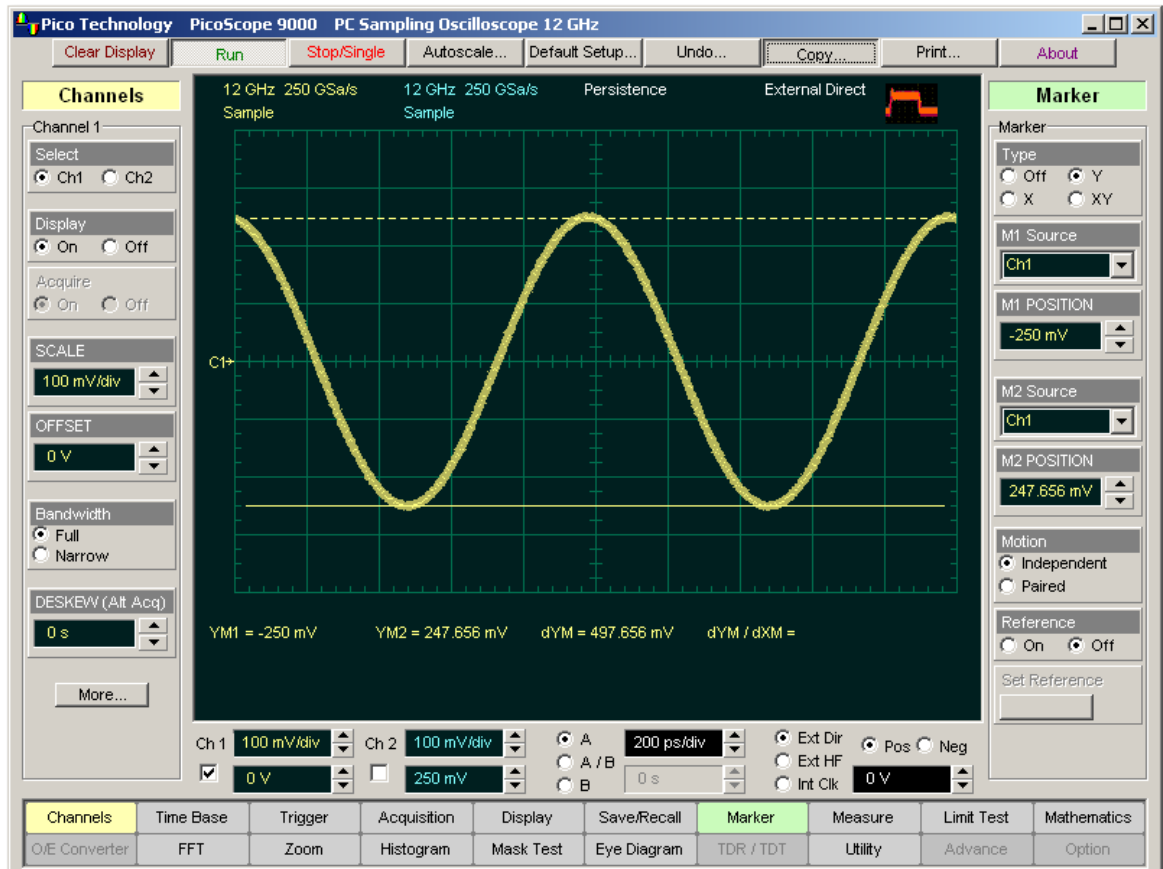 Pico Technology PicoScope 9000 PC Sampling Oscilloscope 12 GHz
Clear Display Run Stop/Single Autoscale... Default Setup... Undo... Copy... Print... About
Channels
Channel 1
Select
Ch1 Ch2
Display
On Off
Acquire
On Off
SCALE
100 mV/div
OFFSET
0 V
Bandwidth
Full
Narrow
DESKEW (Alt Acq)
0 s
More...
12 GHz 250 GSa/s 12 GHz 250 GSa/s Persistence External Direct
Sample Sample
C1
YM1 = -250 mV YM2 = 247.656 mV dYM = 497.656 mV dYM / dXM =
Marker
Marker
Type
Off Y
X XY
M1 Source
Ch1
M1 POSITION
-250 mV
M2 Source
Ch1
M2 POSITION
247.656 mV
Motion
Independent
Paired
Reference
On Off
Set Reference
Ch 1 100 mV/div Ch 2 100 mV/div A 200 ps/div Ext Dir Pos Neg
A / B Ext HF
0 V 250 mV B 0 s Int Clk 0 V
Channels Time Base Trigger Acquisition Display Save/Recall Marker Measure Limit Test Mathematics
O/E Converter FFT Zoom Histogram Mask Test Eye Diagram TDR / TDT Utility Advance Option